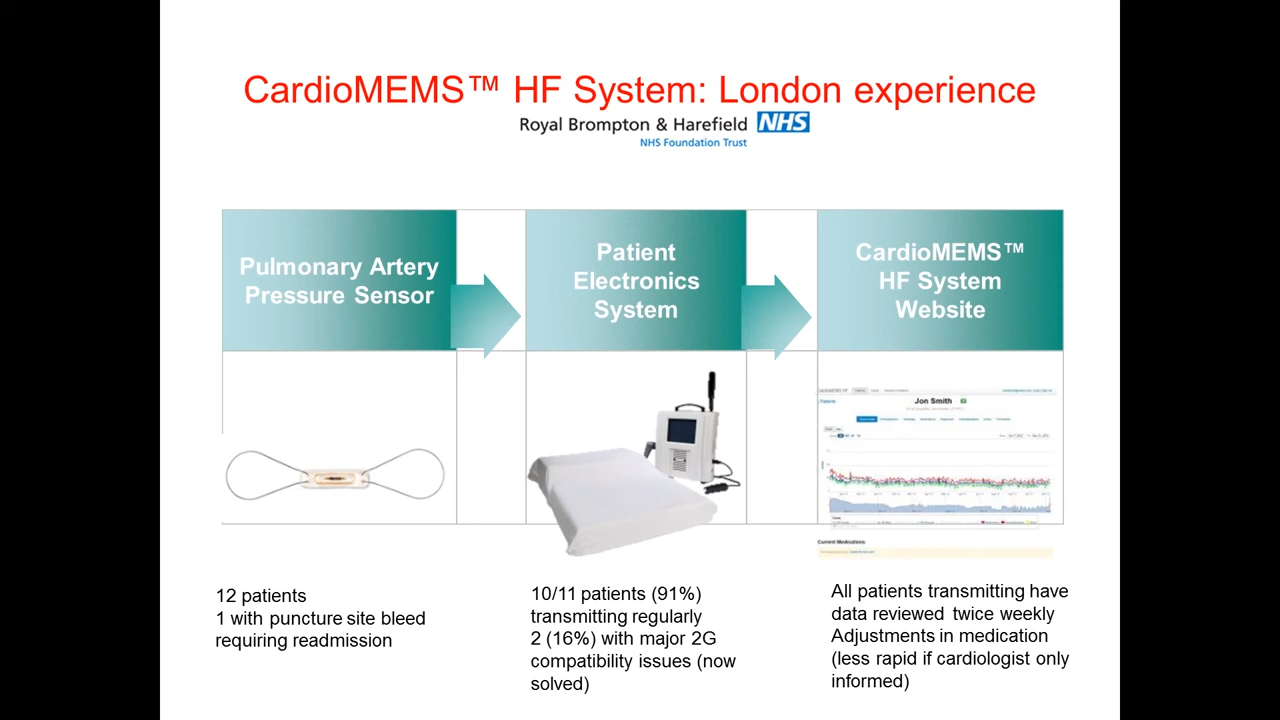 CardioMEMS™ HF System: London experience
Royal Brompton & Harefield NHS
NHS Foundation Trust
Pulmonary Artery
Pressure Sensor
Patient
Electronics
System
CardioMEMS™
HF System
Website
Jon Smith
Current Medications
12 patients
1 with puncture site bleed
requiring readmission
10/11 patients (91%)
transmitting regularly
2 (16%) with major 2G
compatibility issues (now
solved)
All patients transmitting have
data reviewed twice weekly
Adjustments in medication
(less rapid if cardiologist only
informed)